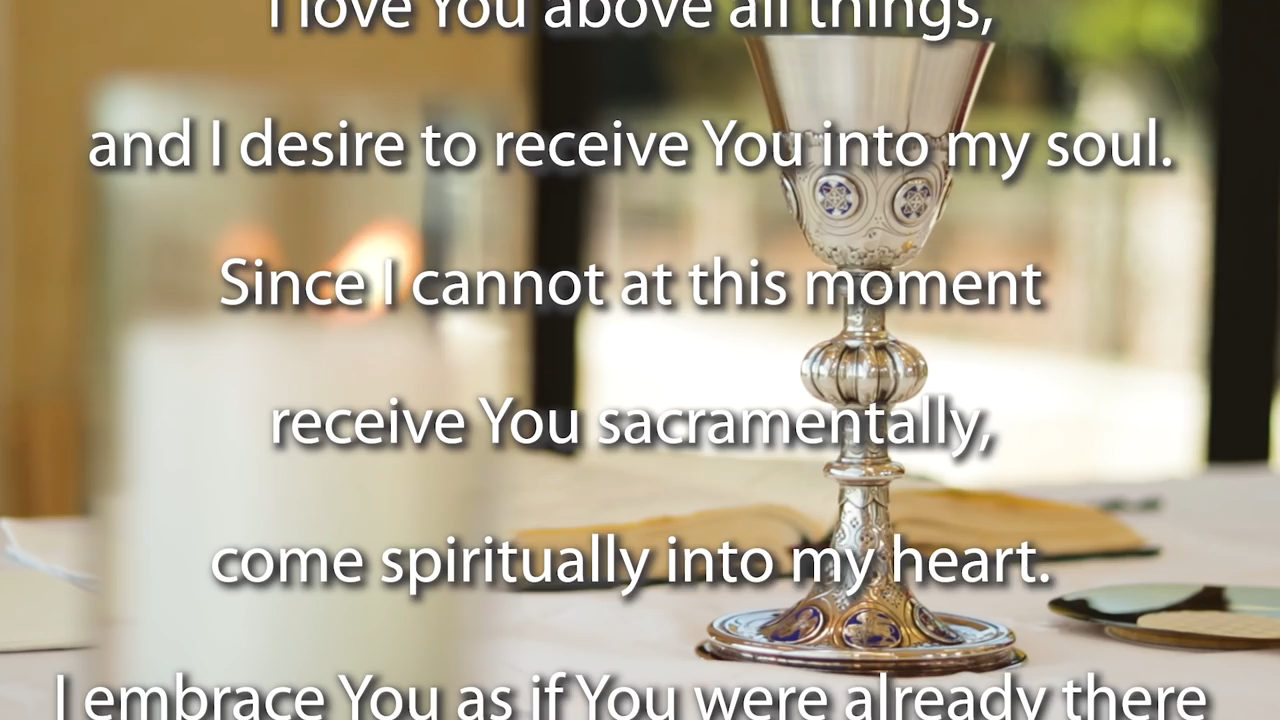 I love You above all things,
and I desire to receive You into my soul.
Since I cannot at this moment
receive You sacramentally,
come spiritually into my heart.
I embrace You as if You were already there